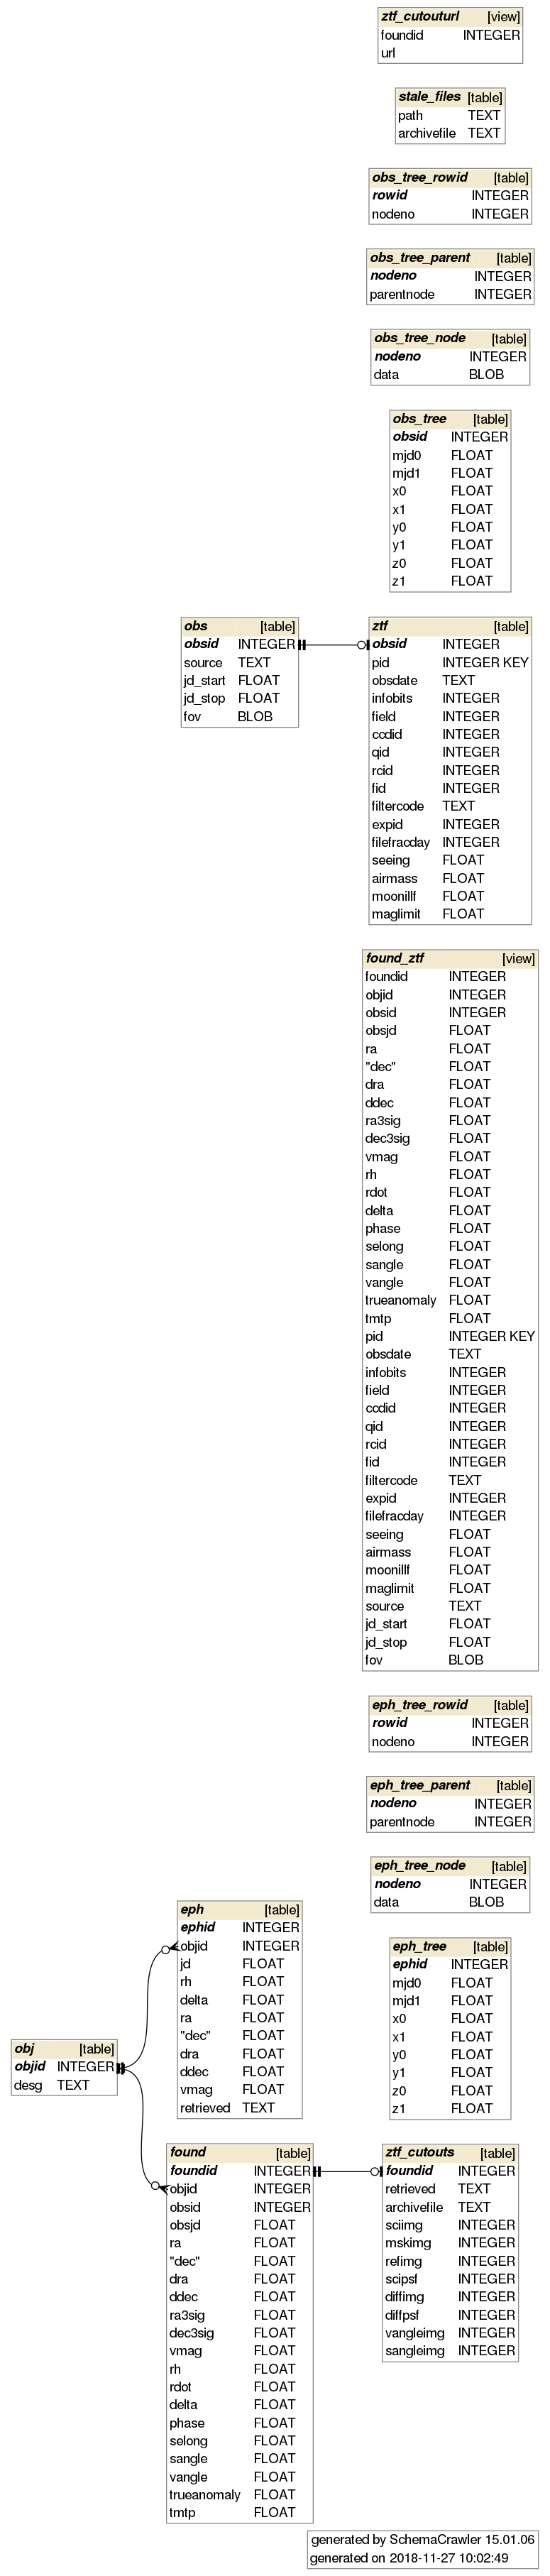 ztf_cutouturl [view]
foundid INTEGER
url
stale_files [table]
path TEXT
archivefile TEXT
obs_tree_rowid [table]
rowid INTEGER
nodeno INTEGER
obs_tree_parent [table]
nodeno INTEGER
parentnode INTEGER
obs_tree_node [table]
nodeno INTEGER
data BLOB
obs_tree [table]
obsid INTEGER
mjd0 FLOAT
mjd1 FLOAT
x0 FLOAT
x1 FLOAT
y0 FLOAT
y1 FLOAT
z0 FLOAT
z1 FLOAT
obs [table]
obsid INTEGER
source TEXT
jd_start FLOAT
jd_stop FLOAT
fov BLOB
ztf [table]
obsid INTEGER
pid INTEGER KEY
obsdate TEXT
infobits INTEGER
field INTEGER
ccdid INTEGER
qid INTEGER
rcid INTEGER
fid INTEGER
filtercode TEXT
expid INTEGER
filefracday INTEGER
seeing FLOAT
airmass FLOAT
moonillf FLOAT
maglimit FLOAT
found_ztf [view]
foundid INTEGER
objid INTEGER
obsid INTEGER
obsjd FLOAT
ra FLOAT
"dec" FLOAT
dra FLOAT
ddec FLOAT
ra3sig FLOAT
dec3sig FLOAT
vmag FLOAT
rh FLOAT
rdot FLOAT
delta FLOAT
phase FLOAT
selong FLOAT
sangle FLOAT
vangle FLOAT
trueanomaly FLOAT
tmtp FLOAT
pid INTEGER KEY
obsdate TEXT
infobits INTEGER
field INTEGER
ccdid INTEGER
qid INTEGER
rcid INTEGER
fid INTEGER
filtercode TEXT
expid INTEGER
filefracday INTEGER
seeing FLOAT
airmass FLOAT
moonillf FLOAT
maglimit FLOAT
source TEXT
jd_start FLOAT
jd_stop FLOAT
fov BLOB
eph_tree_rowid [table]
rowid INTEGER
nodeno INTEGER
eph_tree_parent [table]
nodeno INTEGER
parentnode INTEGER
eph_tree_node [table]
nodeno INTEGER
data BLOB
eph [table]
ephid INTEGER
objid INTEGER
jd FLOAT
rh FLOAT
delta FLOAT
ra FLOAT
"dec" FLOAT
dra FLOAT
ddec FLOAT
vmag FLOAT
retrieved TEXT
eph_tree [table]
ephid INTEGER
mjd0 FLOAT
mjd1 FLOAT
x0 FLOAT
x1 FLOAT
y0 FLOAT
y1 FLOAT
z0 FLOAT
z1 FLOAT
obj [table]
objid INTEGER
desg TEXT
found [table]
foundid INTEGER
objid INTEGER
obsid INTEGER
obsjd FLOAT
ra FLOAT
"dec" FLOAT
dra FLOAT
ddec FLOAT
ra3sig FLOAT
dec3sig FLOAT
vmag FLOAT
rh FLOAT
rdot FLOAT
delta FLOAT
phase FLOAT
selong FLOAT
sangle FLOAT
vangle FLOAT
trueanomaly FLOAT
tmtp FLOAT
ztf_cutouts [table]
foundid INTEGER
retrieved TEXT
archivefile TEXT
sciimg INTEGER
mskimg INTEGER
refimg INTEGER
scipsf INTEGER
diffimg INTEGER
diffpsf INTEGER
vangleimg INTEGER
sangleimg INTEGER
generated by SchemaCrawler 15.01.06
generated on 2018-11-27 10:02:49